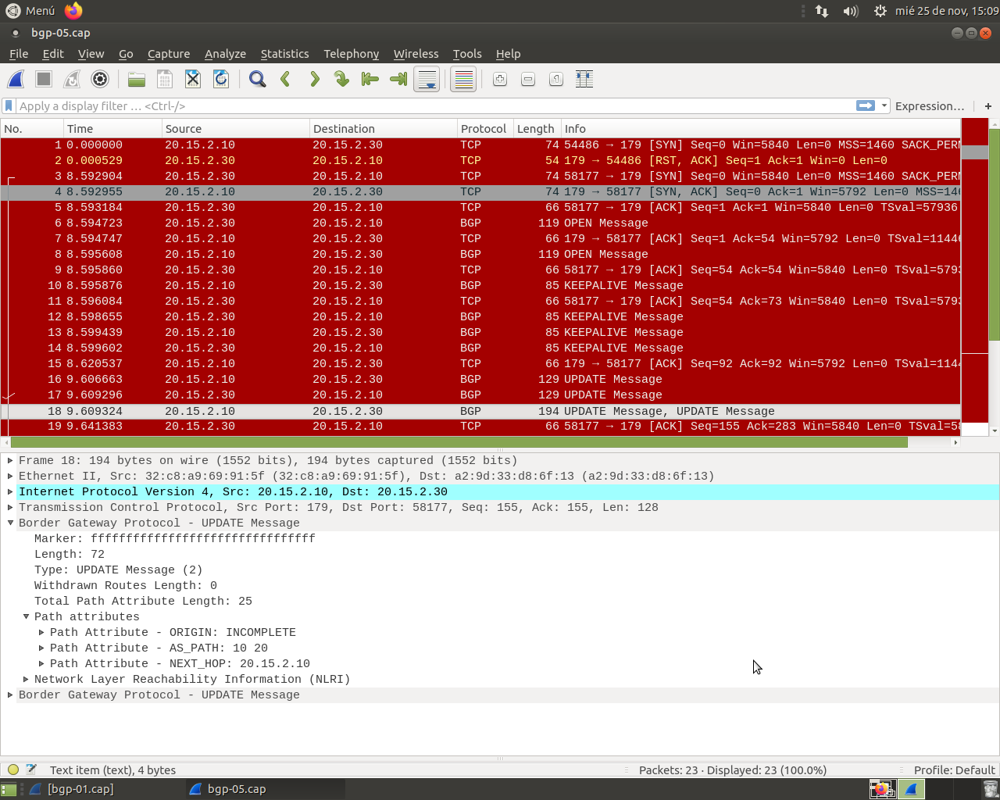 Menú mié 25 de nov, 15:09
bgp-05.cap
File Edit View Go Capture Analyze Statistics Telephony Wireless Tools Help
Apply a display filter … <Ctrl-/> Expression… +
No. Time Source Destination Protocol Length Info
1 0.000000 20.15.2.10 20.15.2.30 TCP 74 54486 → 179 [SYN] Seq=0 Win=5840 Len=0 MSS=1460 SACK_PERM
2 0.000529 20.15.2.30 20.15.2.10 TCP 54 179 → 54486 [RST, ACK] Seq=1 Ack=1 Win=0 Len=0
3 8.592904 20.15.2.30 20.15.2.10 TCP 74 58177 → 179 [SYN] Seq=0 Win=5840 Len=0 MSS=1460 SACK_PERM
4 8.592955 20.15.2.10 20.15.2.30 TCP 74 179 → 58177 [SYN, ACK] Seq=0 Ack=1 Win=5792 Len=0 MSS=146
5 8.593184 20.15.2.30 20.15.2.10 TCP 66 58177 → 179 [ACK] Seq=1 Ack=1 Win=5840 Len=0 TSval=57936
6 8.594723 20.15.2.30 20.15.2.10 BGP 119 OPEN Message
7 8.594747 20.15.2.10 20.15.2.30 TCP 66 179 → 58177 [ACK] Seq=1 Ack=54 Win=5792 Len=0 TSval=11446
8 8.595608 20.15.2.10 20.15.2.30 BGP 119 OPEN Message
9 8.595860 20.15.2.30 20.15.2.10 TCP 66 58177 → 179 [ACK] Seq=54 Ack=54 Win=5840 Len=0 TSval=5793
10 8.595876 20.15.2.10 20.15.2.30 BGP 85 KEEPALIVE Message
11 8.596084 20.15.2.30 20.15.2.10 TCP 66 58177 → 179 [ACK] Seq=54 Ack=73 Win=5840 Len=0 TSval=5793
12 8.598655 20.15.2.30 20.15.2.10 BGP 85 KEEPALIVE Message
13 8.599439 20.15.2.10 20.15.2.30 BGP 85 KEEPALIVE Message
14 8.599602 20.15.2.30 20.15.2.10 BGP 85 KEEPALIVE Message
15 8.620537 20.15.2.10 20.15.2.30 TCP 66 179 → 58177 [ACK] Seq=92 Ack=92 Win=5792 Len=0 TSval=1144
16 9.606663 20.15.2.10 20.15.2.30 BGP 129 UPDATE Message
17 9.609296 20.15.2.30 20.15.2.10 BGP 129 UPDATE Message
18 9.609324 20.15.2.10 20.15.2.30 BGP 194 UPDATE Message, UPDATE Message
19 9.641383 20.15.2.30 20.15.2.10 TCP 66 58177 → 179 [ACK] Seq=155 Ack=283 Win=5840 Len=0 TSval=58
Frame 18: 194 bytes on wire (1552 bits), 194 bytes captured (1552 bits)
Ethernet II, Src: 32:c8:a9:69:91:5f (32:c8:a9:69:91:5f), Dst: a2:9d:33:d8:6f:13 (a2:9d:33:d8:6f:13)
Internet Protocol Version 4, Src: 20.15.2.10, Dst: 20.15.2.30
Transmission Control Protocol, Src Port: 179, Dst Port: 58177, Seq: 155, Ack: 155, Len: 128
Border Gateway Protocol - UPDATE Message
Marker: ffffffffffffffffffffffffffffffff
Length: 72
Type: UPDATE Message (2)
Withdrawn Routes Length: 0
Total Path Attribute Length: 25
Path attributes
Path Attribute - ORIGIN: INCOMPLETE
Path Attribute - AS_PATH: 10 20
Path Attribute - NEXT_HOP: 20.15.2.10
Network Layer Reachability Information (NLRI)
Border Gateway Protocol - UPDATE Message
Text item (text), 4 bytes Packets: 23 · Displayed: 23 (100.0%) Profile: Default
[bgp-01.cap] bgp-05.cap